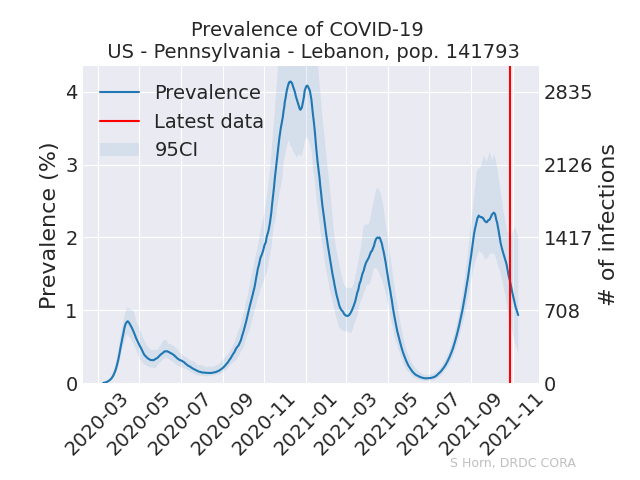 Prevalence of COVID-19
US - Pennsylvania - Lebanon, pop. 141793
Prevalence
Latest data
95CI
Prevalence (%)
4
3
2
1
0
2835
2126
1417
708
0
# of infections
2020-03
2020-05
2020-07
2020-09
2020-11
2021-01
2021-03
2021-05
2021-07
2021-09
2021-11
S Horn, DRDC CORA